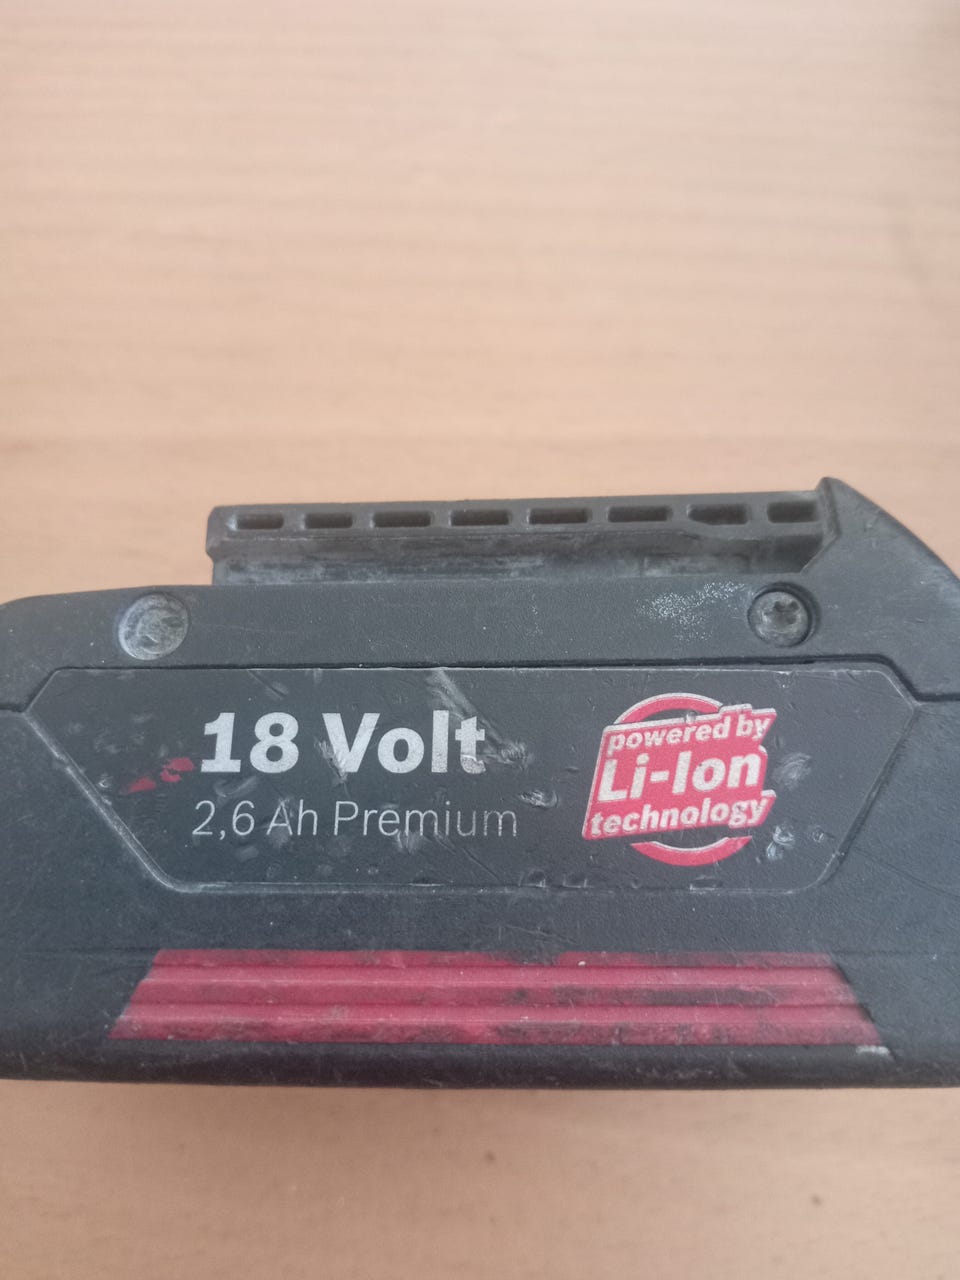 18 Volt
2,6 Ah Premium
powered by
Li-Ion
technology